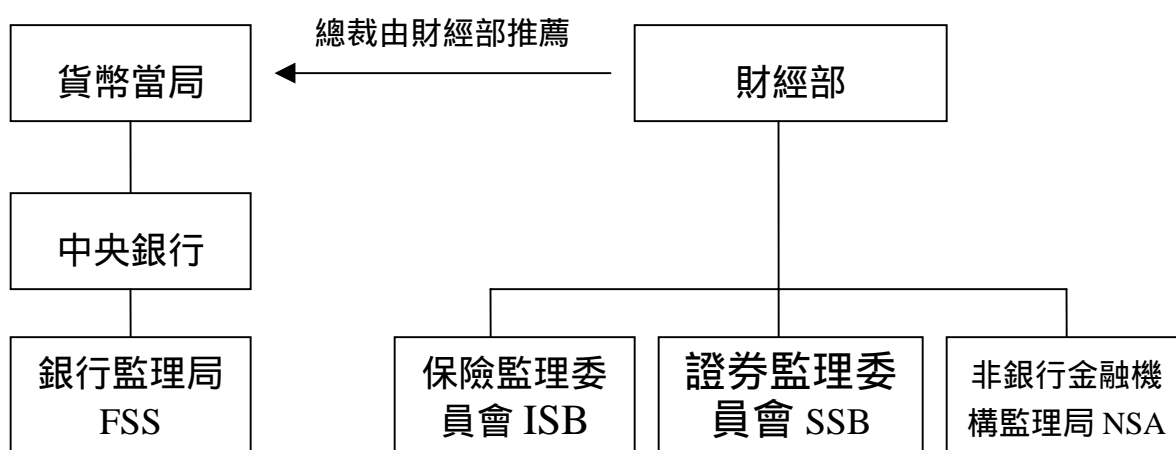 總裁由財經部推薦
貨幣當局
財經部
中央銀行
銀行監理局
FSS
保險監理委
員會 ISB
證券監理委
員會 SSB
非銀行金融機
構監理局 NSA